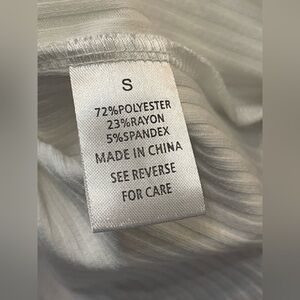 S
72%POLYESTER
23%RAYON
5%SPANDEX
MADE IN CHINA
SEE REVERSE
FOR CARE